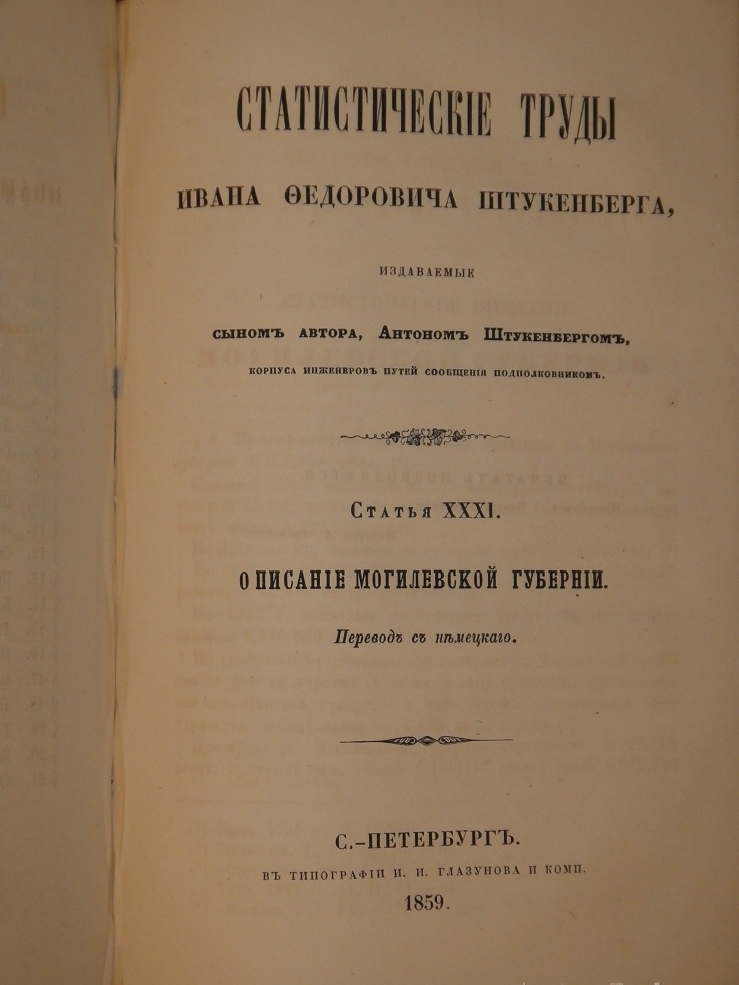 СТАТИСТИЧЕСКІЕ ТРУДЫ
ИВАНА ѲЕДОРОВИЧА ШТУКЕНБЕРГА,
ИЗДАВАЕМЫЕ
СЫНОМЪ АВТОРА, АНТОНОМЪ ШТУКЕНБЕРГОМЪ,
КОРПУСА ИНЖЕНЕРОВЪ ПУТЕЙ СООБЩЕНІЯ ПОДПОЛКОВНИКОМЪ.
СТАТЬЯ XXXI.
ОПИСАНІЕ МОГИЛЕВСКОЙ ГУБЕРНІИ.
Переводъ съ нѣмецкаго.
С.-ПЕТЕРБУРГЪ.
ВЪ ТИПОГРАФІИ И. И. ГЛАЗУНОВА И КОМП.
1859.